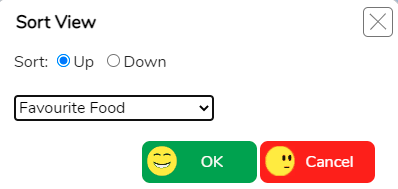 Sort View
Sort: Up Down
Favourite Food
OK Cancel